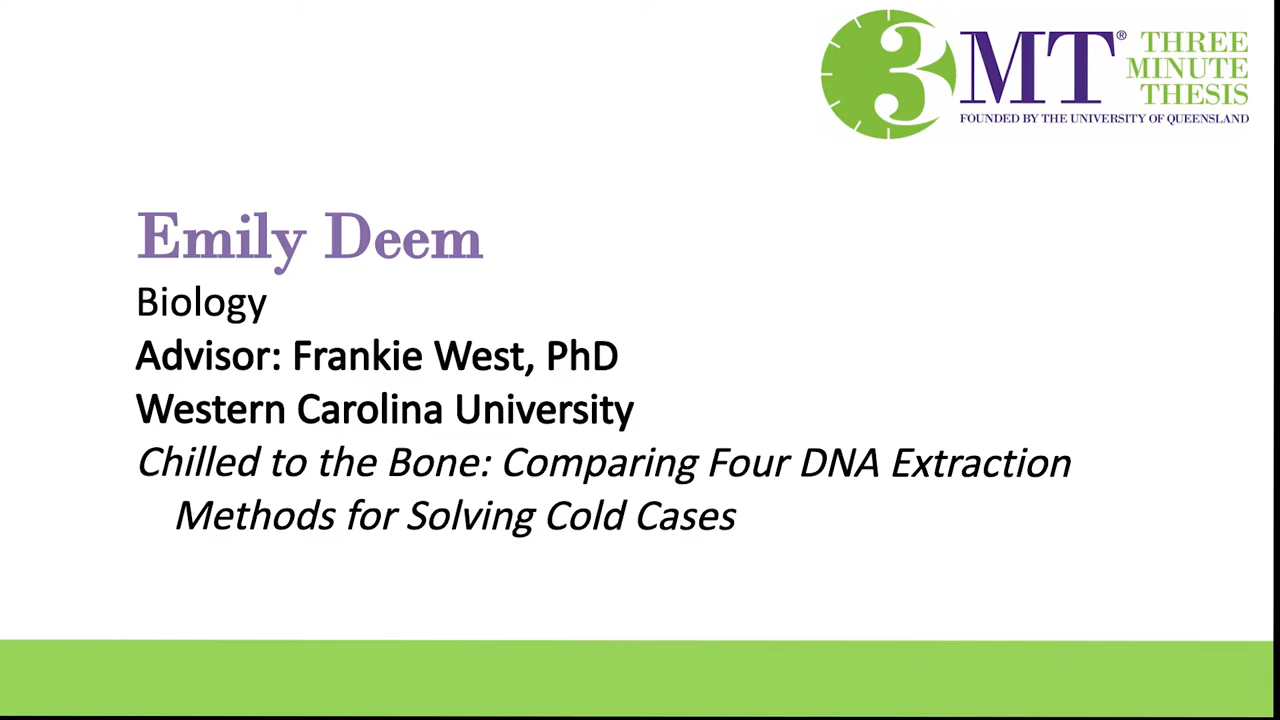 3MT® THREE
MINUTE
THESIS
FOUNDED BY THE UNIVERSITY OF QUEENSLAND
Emily Deem
Biology
Advisor: Frankie West, PhD
Western Carolina University
Chilled to the Bone: Comparing Four DNA Extraction
Methods for Solving Cold Cases